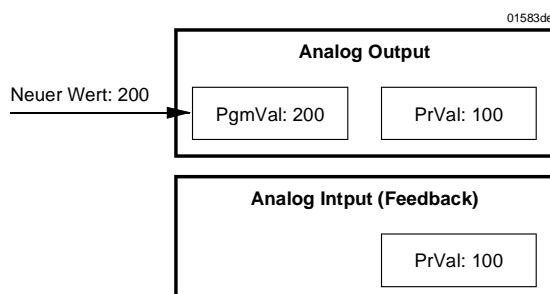 01583de
Analog Output
Neuer Wert: 200
PgmVal: 200
PrVal: 100
Analog Intput (Feedback)
PrVal: 100